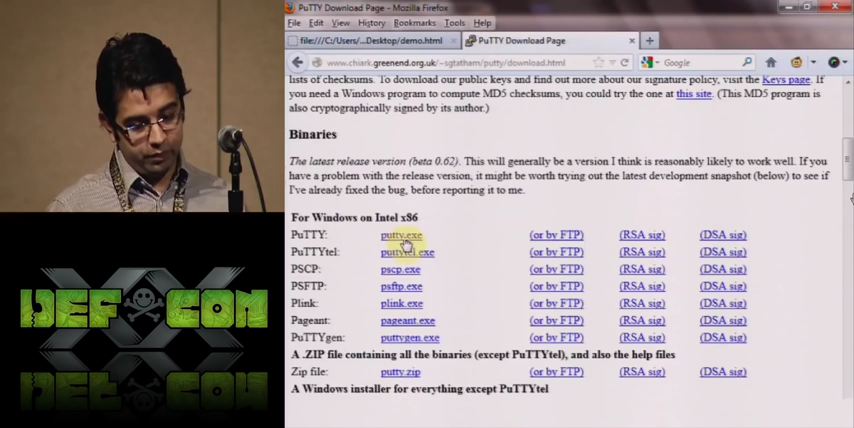 PuTTY Download Page - Mozilla Firefox
File Edit View History Bookmarks Tools Help
file:///C:/Users/...Desktop/demo.html
PuTTY Download Page
www.chiark.greenend.org.uk/~sgtatham/putty/download.html
Google
lists of checksums. To download our public keys and find out more about our signature policy, visit the Keys page. If
you need a Windows program to compute MD5 checksums, you could try the one at this site. (This MD5 program is
also cryptographically signed by its author.)
Binaries
The latest release version (beta 0.62). This will generally be a version I think is reasonably likely to work well. If you
have a problem with the release version, it might be worth trying out the latest development snapshot (below) to see if
I've already fixed the bug, before reporting it to me.
For Windows on Intel x86
PuTTY: putty.exe (or by FTP) (RSA sig) (DSA sig)
PuTTYtel: puttytel.exe (or by FTP) (RSA sig) (DSA sig)
PSCP: pscp.exe (or by FTP) (RSA sig) (DSA sig)
PSFTP: psftp.exe (or by FTP) (RSA sig) (DSA sig)
Plink: plink.exe (or by FTP) (RSA sig) (DSA sig)
Pageant: pageant.exe (or by FTP) (RSA sig) (DSA sig)
PuTTYgen: puttygen.exe (or by FTP) (RSA sig) (DSA sig)
A .ZIP file containing all the binaries (except PuTTYtel), and also the help files
Zip file: putty.zip (or by FTP) (RSA sig) (DSA sig)
A Windows installer for everything except PuTTYtel
DEF CON
XX